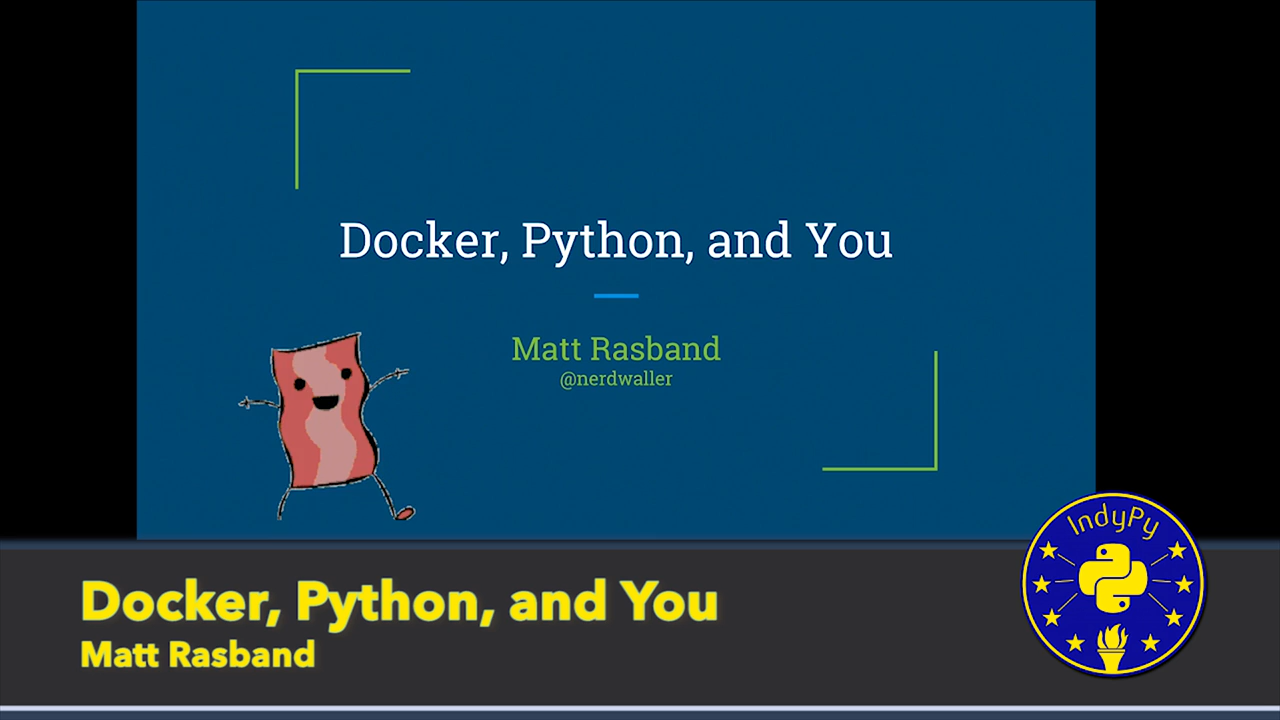 Docker, Python, and You
Matt Rasband
@nerdwaller
IndyPy
Docker, Python, and You
Matt Rasband